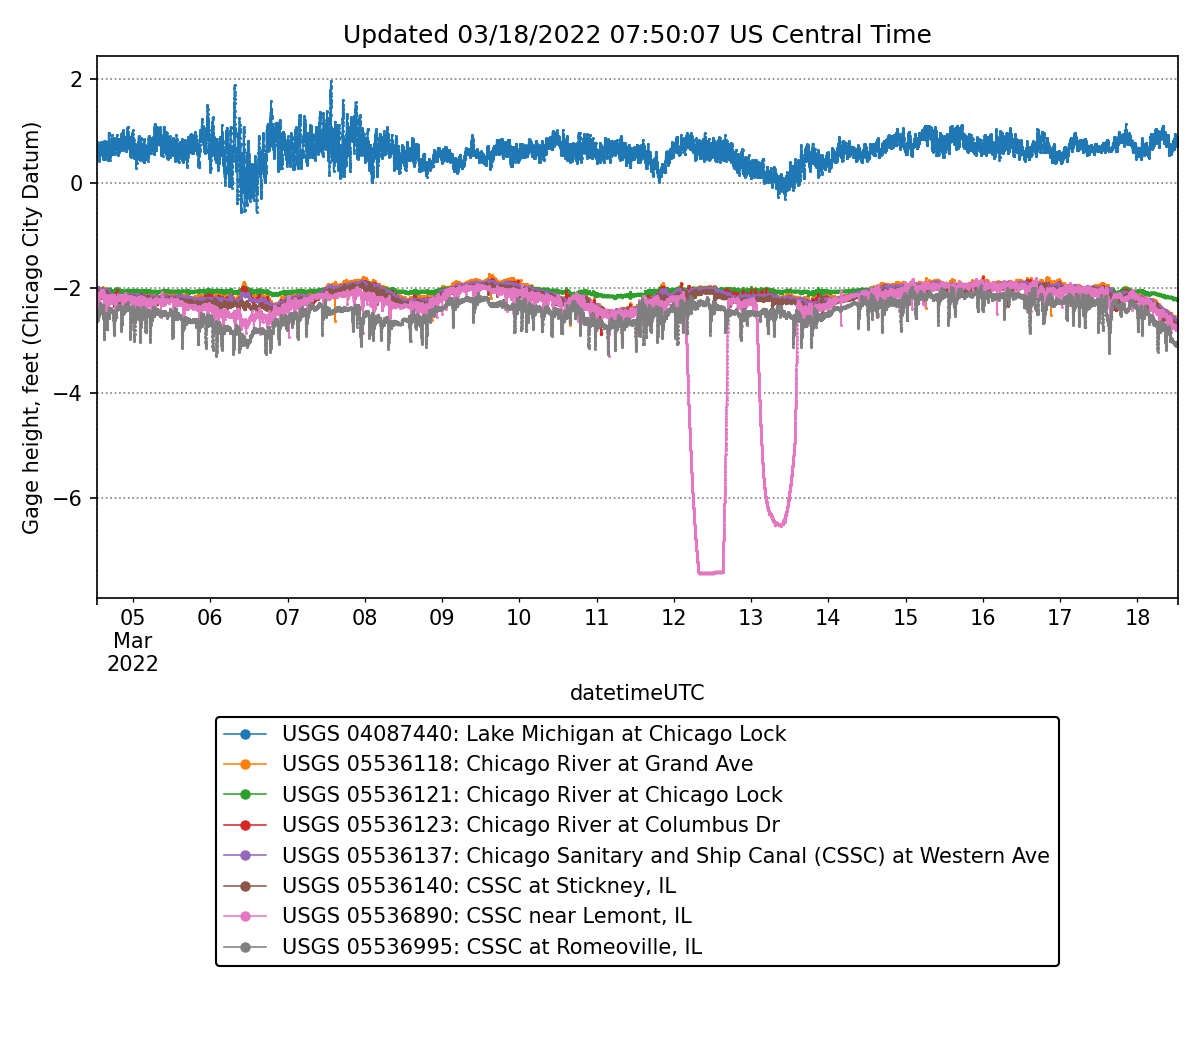 Updated 03/18/2022 07:50:07 US Central Time
Gage height, feet (Chicago City Datum)
2
0
−2
−4
−6
05 06 07 08 09 10 11 12 13 14 15 16 17 18
Mar
2022
datetimeUTC
USGS 04087440: Lake Michigan at Chicago Lock
USGS 05536118: Chicago River at Grand Ave
USGS 05536121: Chicago River at Chicago Lock
USGS 05536123: Chicago River at Columbus Dr
USGS 05536137: Chicago Sanitary and Ship Canal (CSSC) at Western Ave
USGS 05536140: CSSC at Stickney, IL
USGS 05536890: CSSC near Lemont, IL
USGS 05536995: CSSC at Romeoville, IL